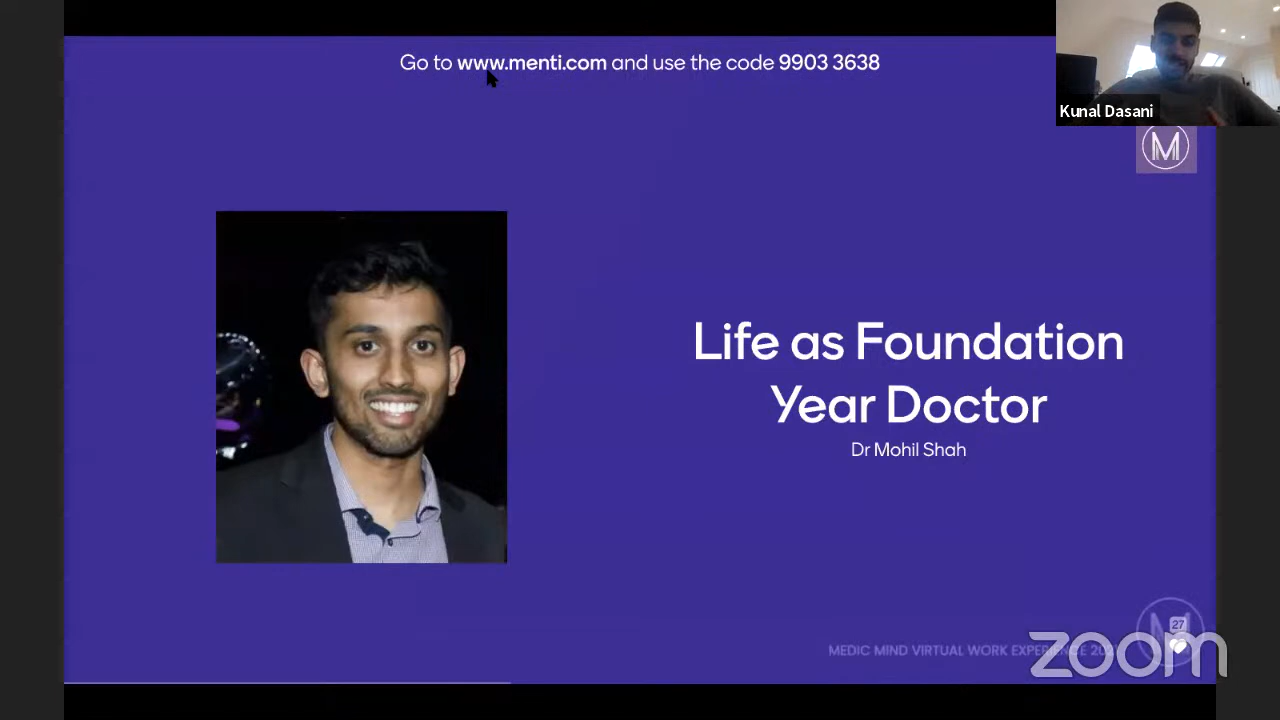 Go to www.menti.com and use the code 9903 3638
Kunal Dasani
M
Life as Foundation
Year Doctor
Dr Mohil Shah
27
MEDIC MIND VIRTUAL WORK EXPERIENCE
zoom